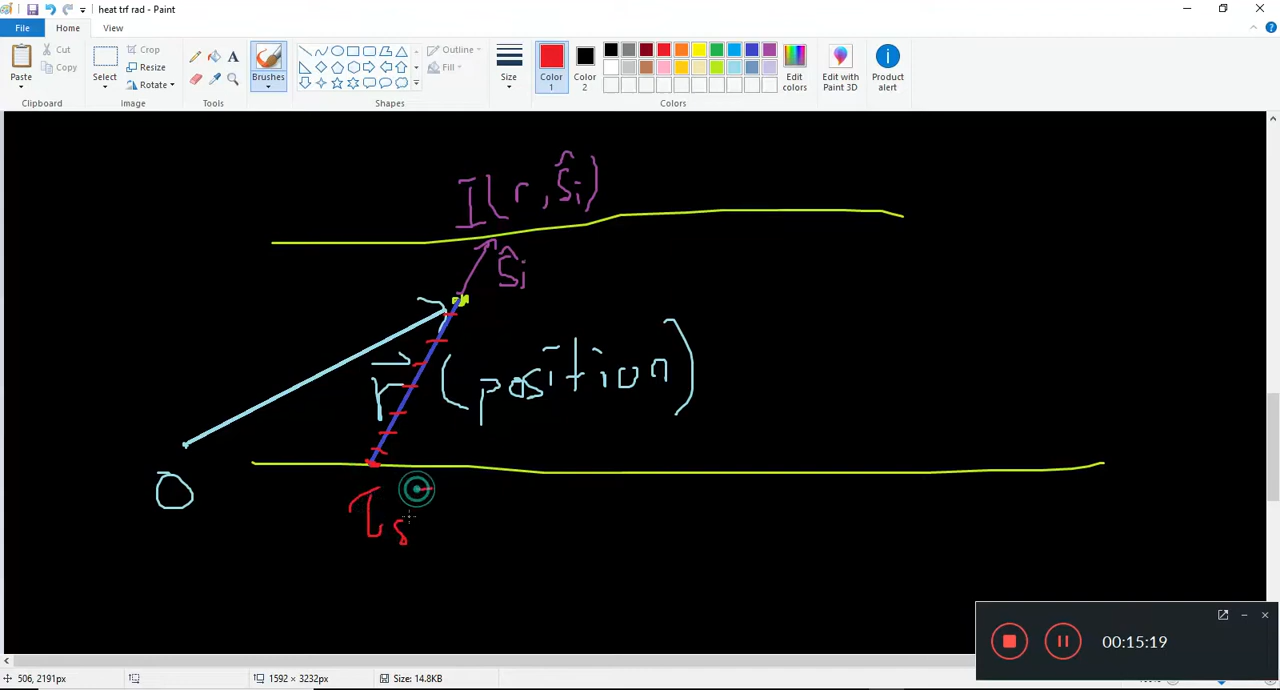 heat trf rad - Paint
File Home View
Paste Cut Copy
Clipboard
Select Crop Resize Rotate
Image
Tools
Brushes
Shapes
Outline Fill
Size
Color 1 Color 2
Edit colors
Colors
Edit with Paint 3D
Product alert
I(r, ŝi)
ŝi
r⃗ (position)
O
τs
00:15:19
506, 2191px
1592 × 3232px
Size: 14.8KB